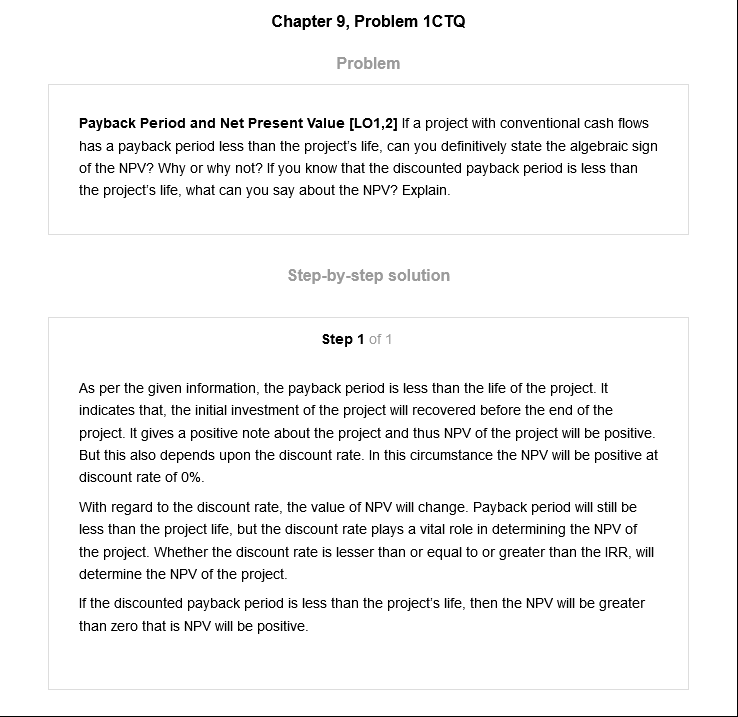 Chapter 9, Problem 1CTQ
Problem
Payback Period and Net Present Value [LO1,2] If a project with conventional cash flows
has a payback period less than the project's life, can you definitively state the algebraic sign
of the NPV? Why or why not? If you know that the discounted payback period is less than
the project's life, what can you say about the NPV? Explain.
Step-by-step solution
Step 1 of 1
As per the given information, the payback period is less than the life of the project. It
indicates that, the initial investment of the project will recovered before the end of the
project. It gives a positive note about the project and thus NPV of the project will be positive.
But this also depends upon the discount rate. In this circumstance the NPV will be positive at
discount rate of 0%.
With regard to the discount rate, the value of NPV will change. Payback period will still be
less than the project life, but the discount rate plays a vital role in determining the NPV of
the project. Whether the discount rate is lesser than or equal to or greater than the IRR, will
determine the NPV of the project.
If the discounted payback period is less than the project's life, then the NPV will be greater
than zero that is NPV will be positive.